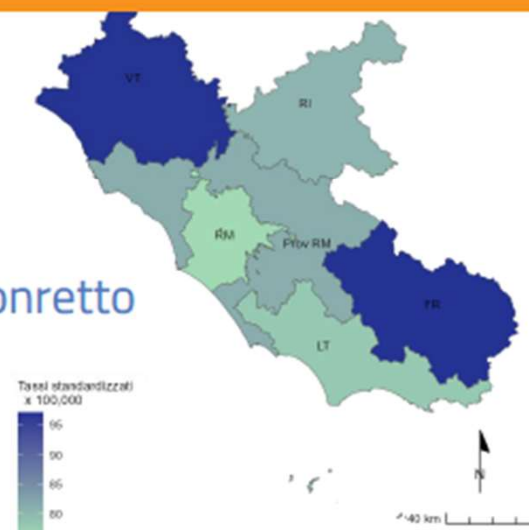 VT
RI
RM
Prov RM
FR
onretto
LT
Tassi standardizzati
x 100,000
95
90
85
80
N
40 km